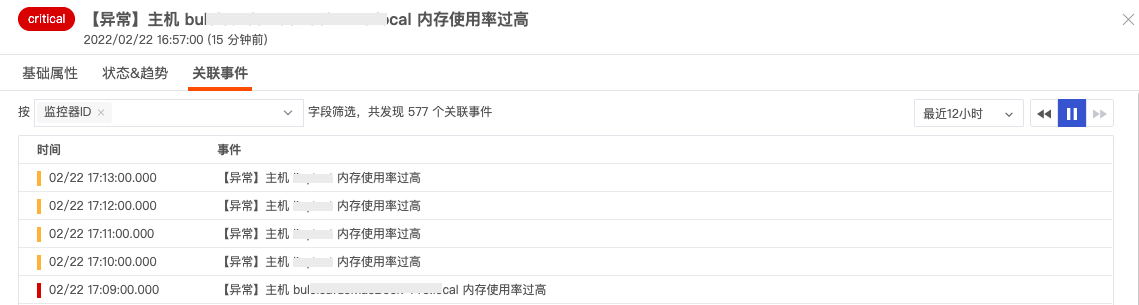 critical 【异常】主机 bul ocal 内存使用率过高
2022/02/22 16:57:00 (15 分钟前)
基础属性 状态&趋势 关联事件
按 监控器ID × 字段筛选，共发现 577 个关联事件 最近12小时
时间 事件
02/22 17:13:00.000 【异常】主机 内存使用率过高
02/22 17:12:00.000 【异常】主机 内存使用率过高
02/22 17:11:00.000 【异常】主机 内存使用率过高
02/22 17:10:00.000 【异常】主机 内存使用率过高
02/22 17:09:00.000 【异常】主机 bul cal 内存使用率过高